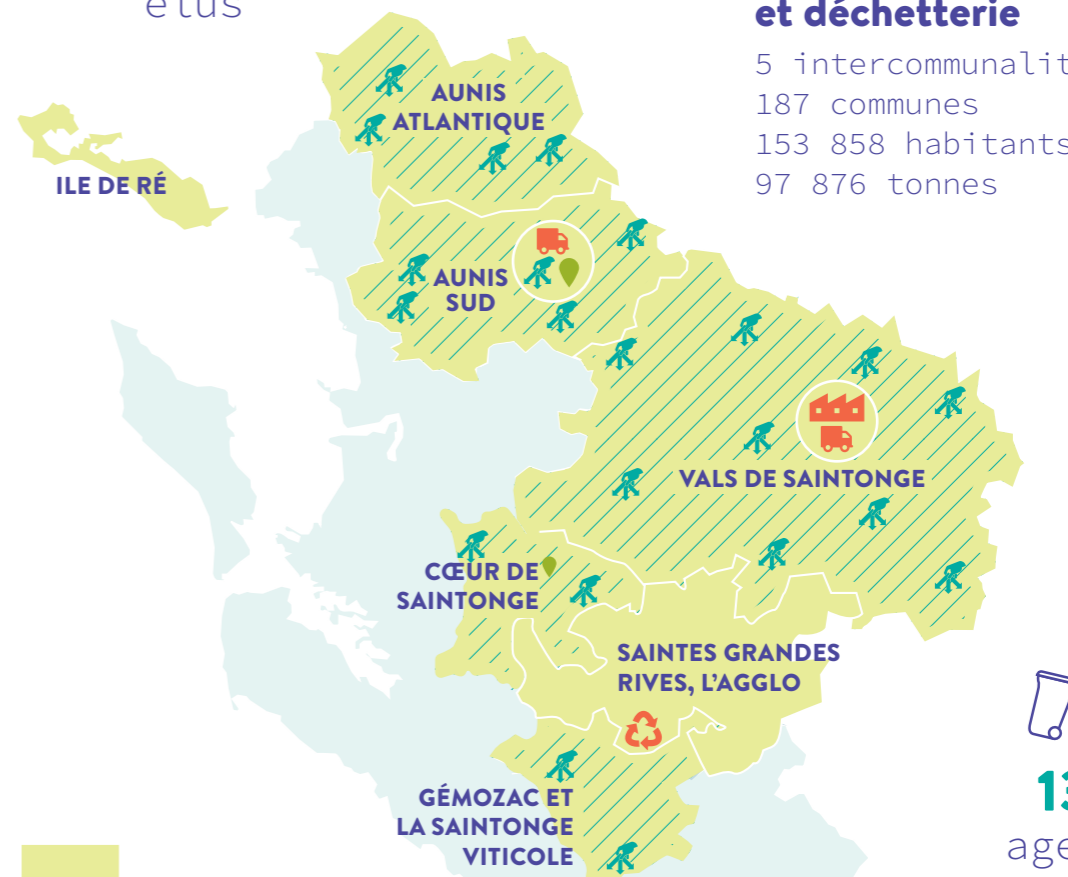 élus
et déchetterie
5 intercommunalit
187 communes
153 858 habitants
97 876 tonnes
AUNIS
ATLANTIQUE
ILE DE RÉ
AUNIS
SUD
VALS DE SAINTONGE
CŒUR DE
SAINTONGE
SAINTES GRANDES
RIVES, L'AGGLO
GÉMOZAC ET
LA SAINTONGE
VITICOLE
13
age